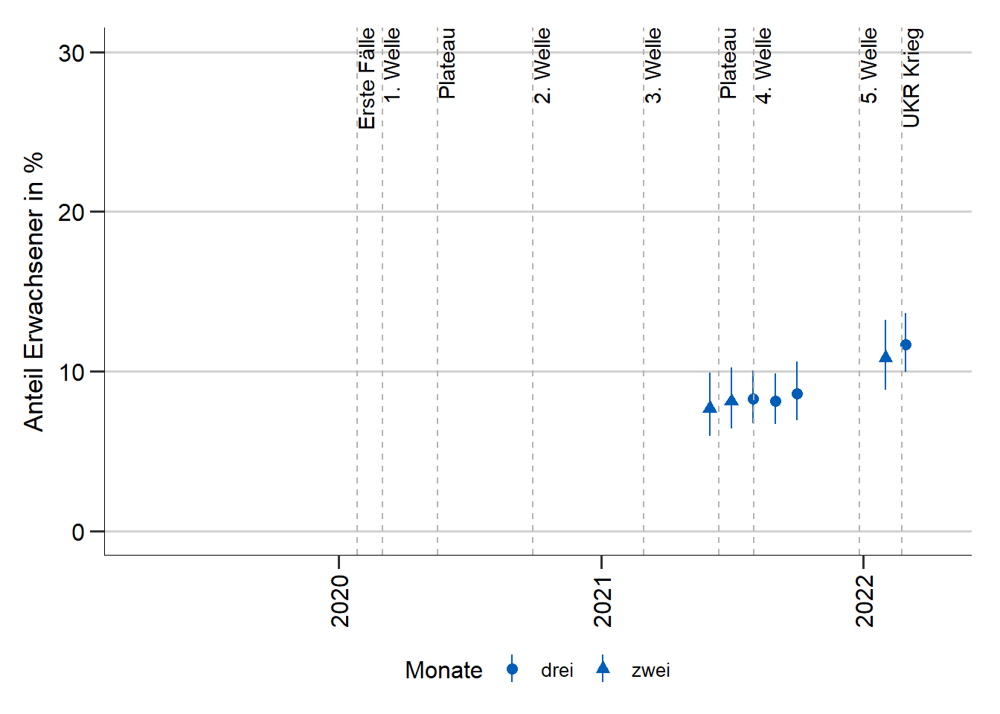 Erste Fälle
1. Welle
Plateau
2. Welle
3. Welle
Plateau
4. Welle
5. Welle
UKR Krieg
Anteil Erwachsener in %
30
20
10
0
2020
2021
2022
Monate drei zwei